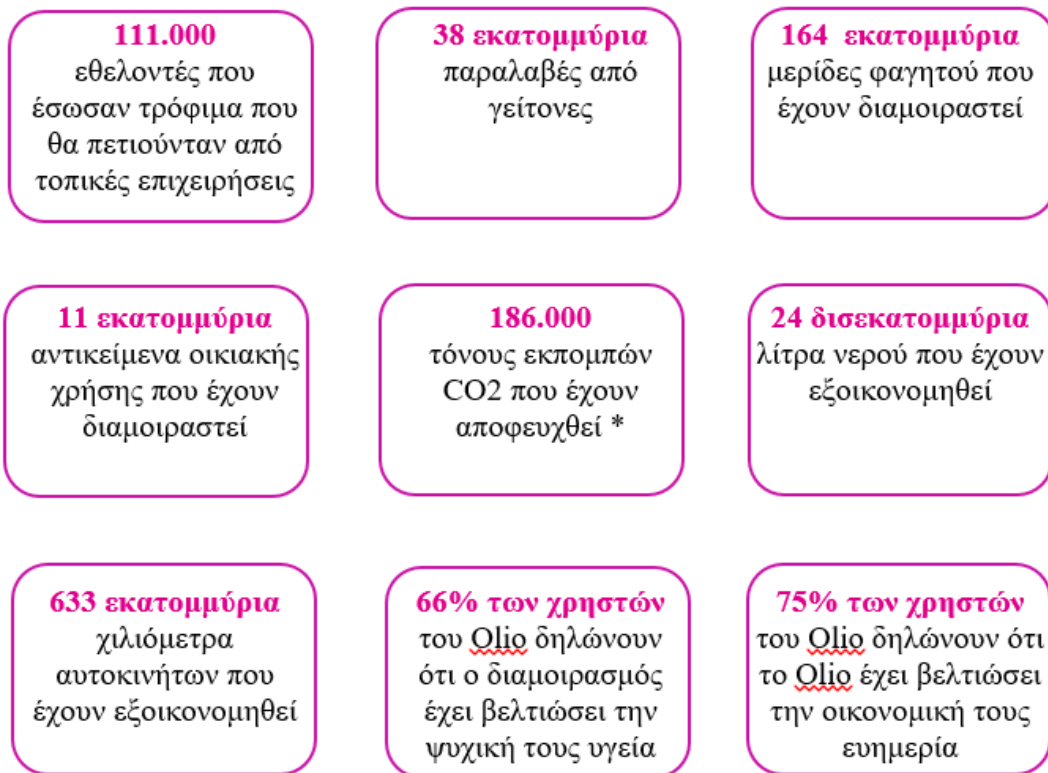 111.000
εθελοντές που
έσωσαν τρόφιμα που
θα πετιούνταν από
τοπικές επιχειρήσεις
38 εκατομμύρια
παραλαβές από
γείτονες
164 εκατομμύρια
μερίδες φαγητού που
έχουν διαμοιραστεί
11 εκατομμύρια
αντικείμενα οικιακής
χρήσης που έχουν
διαμοιραστεί
186.000
τόνους εκπομπών
CO2 που έχουν
αποφευχθεί *
24 δισεκατομμύρια
λίτρα νερού που έχουν
εξοικονομηθεί
633 εκατομμύρια
χιλιόμετρα
αυτοκινήτων που
έχουν εξοικονομηθεί
66% των χρηστών
του Olio δηλώνουν
ότι ο διαμοιρασμός
έχει βελτιώσει την
ψυχική τους υγεία
75% των χρηστών
του Olio δηλώνουν ότι
το Olio έχει βελτιώσει
την οικονομική τους
ευημερία